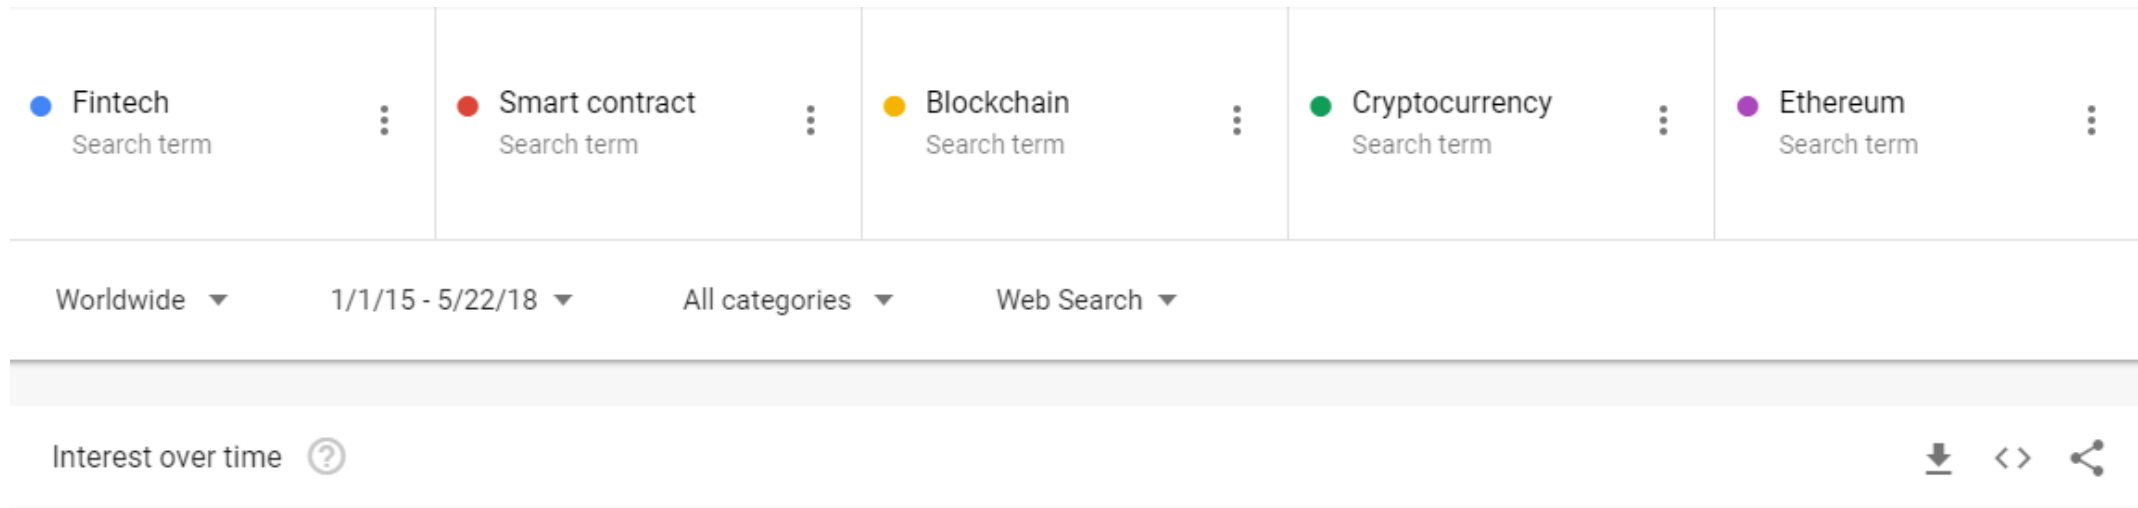 Fintech
Search term
Smart contract
Search term
Blockchain
Search term
Cryptocurrency
Search term
Ethereum
Search term
Worldwide
1/1/15 - 5/22/18
All categories
Web Search
Interest over time